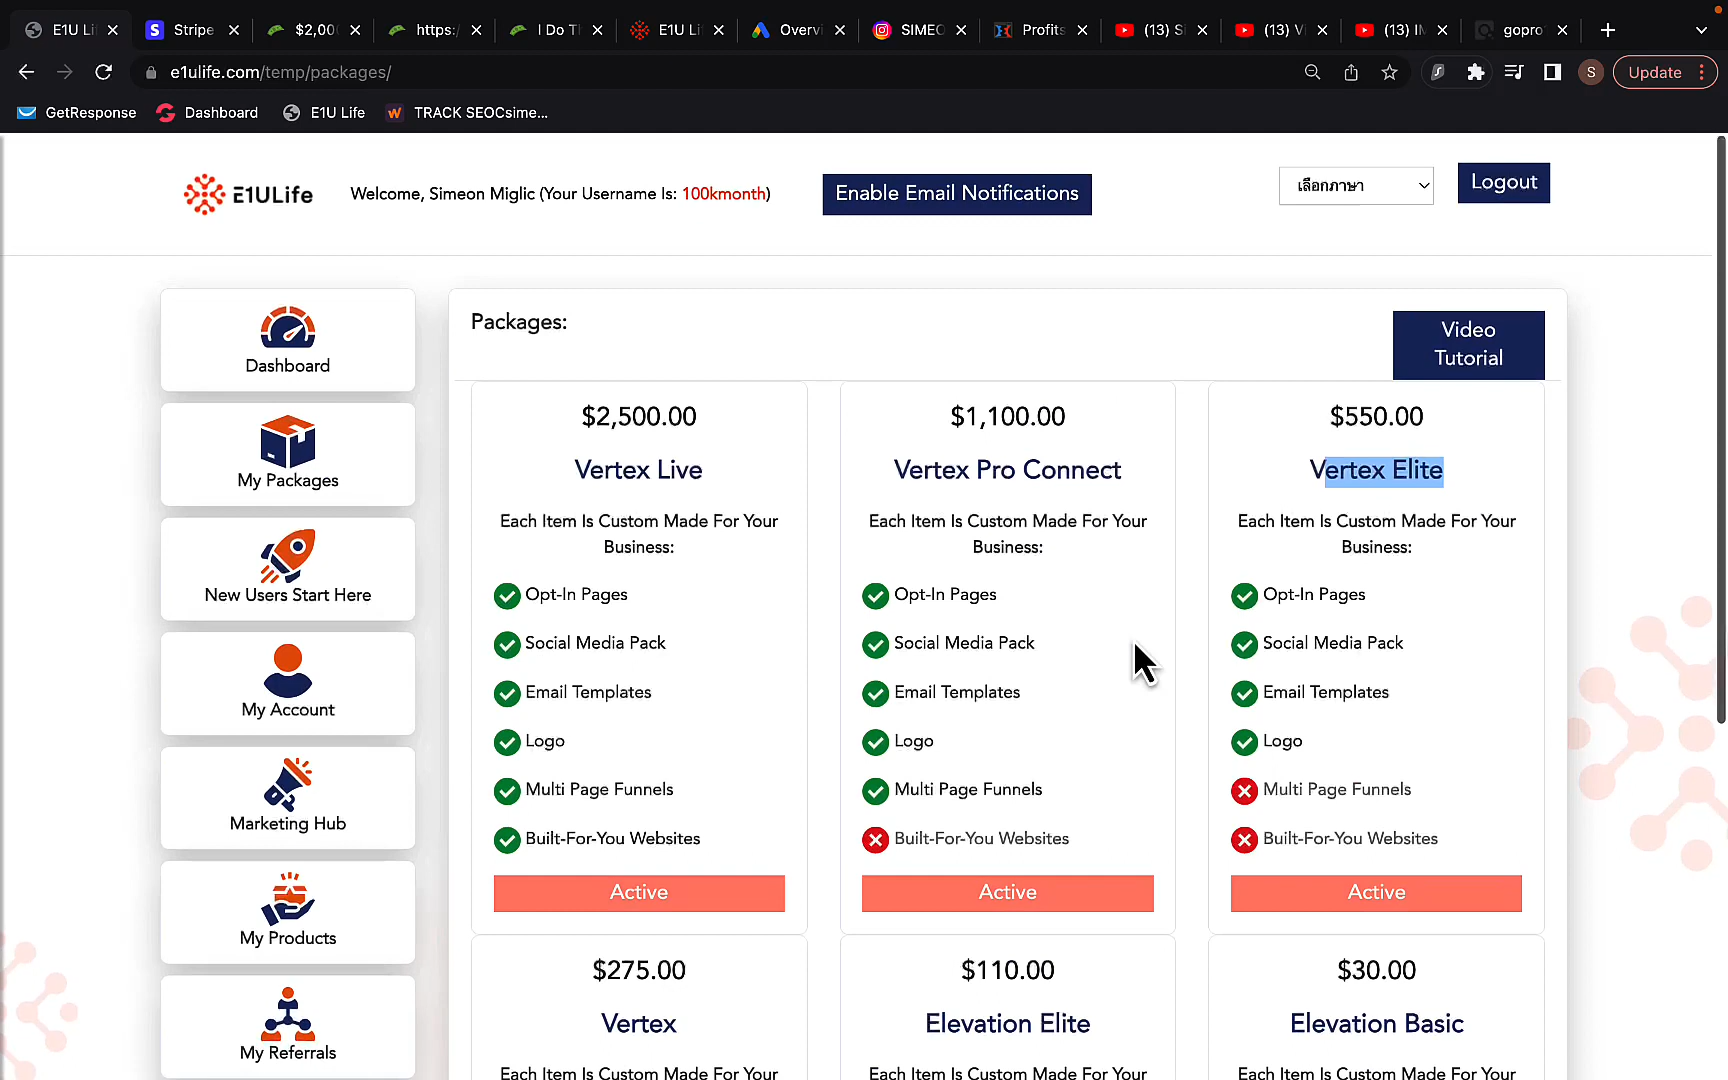 E1U Li
Stripe
$2,00
https:/
I Do T
E1U Li
Overvi
SIMEO
Profits
(13) S
(13) V
(13) I
gopro
e1ulife.com/temp/packages/
S
Update
GetResponse
Dashboard
E1U Life
TRACK SEOCsime...
E1ULife
Welcome, Simeon Miglic (Your Username Is: 100kmonth)
Enable Email Notifications
เลือกภาษา
Logout
Dashboard
My Packages
New Users Start Here
My Account
Marketing Hub
My Products
My Referrals
Packages:
Video
Tutorial
$2,500.00
Vertex Live
Each Item Is Custom Made For Your
Business:
Opt-In Pages
Social Media Pack
Email Templates
Logo
Multi Page Funnels
Built-For-You Websites
Active
$1,100.00
Vertex Pro Connect
Each Item Is Custom Made For Your
Business:
Opt-In Pages
Social Media Pack
Email Templates
Logo
Multi Page Funnels
Built-For-You Websites
Active
$550.00
Vertex Elite
Each Item Is Custom Made For Your
Business:
Opt-In Pages
Social Media Pack
Email Templates
Logo
Multi Page Funnels
Built-For-You Websites
Active
$275.00
Vertex
Each Item Is Custom Made For Your
$110.00
Elevation Elite
Each Item Is Custom Made For Your
$30.00
Elevation Basic
Each Item Is Custom Made For Your